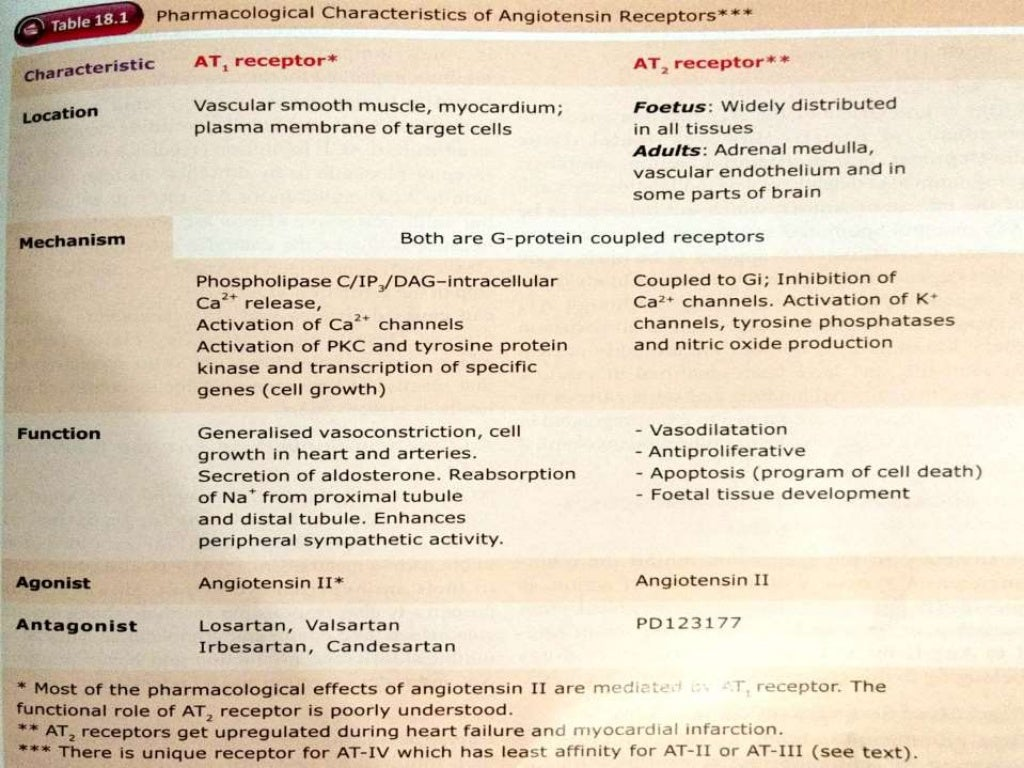 Table 18.1 Pharmacological Characteristics of Angiotensin Receptors***
Characteristic AT₁ receptor* AT₂ receptor**
Location
Vascular smooth muscle, myocardium;
plasma membrane of target cells
Foetus: Widely distributed
in all tissues
Adults: Adrenal medulla,
vascular endothelium and in
some parts of brain
Mechanism
Both are G-protein coupled receptors
Phospholipase C/IP₃/DAG–intracellular
Ca²⁺ release,
Activation of Ca²⁺ channels
Activation of PKC and tyrosine protein
kinase and transcription of specific
genes (cell growth)
Coupled to Gi; Inhibition of
Ca²⁺ channels. Activation of K⁺
channels, tyrosine phosphatases
and nitric oxide production
Function
Generalised vasoconstriction, cell
growth in heart and arteries.
Secretion of aldosterone. Reabsorption
of Na⁺ from proximal tubule
and distal tubule. Enhances
peripheral sympathetic activity.
- Vasodilatation
- Antiproliferative
- Apoptosis (program of cell death)
- Foetal tissue development
Agonist
Angiotensin II*
Angiotensin II
Antagonist
Losartan, Valsartan
Irbesartan, Candesartan
PD123177
* Most of the pharmacological effects of angiotensin II are mediated by AT₁ receptor. The
functional role of AT₂ receptor is poorly understood.
** AT₂ receptors get upregulated during heart failure and myocardial infarction.
*** There is unique receptor for AT-IV which has least affinity for AT-II or AT-III (see text).